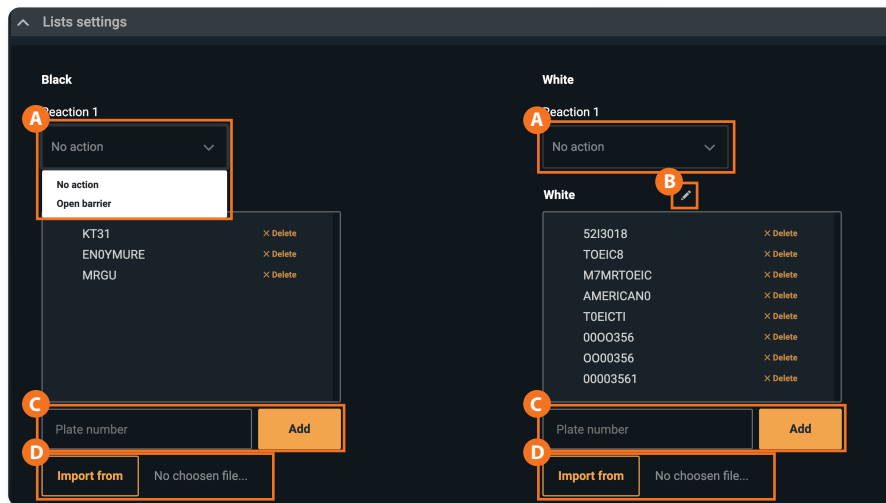 Lists settings
Black
A
Reaction 1
No action
No action
Open barrier
KT31 × Delete
EN0YMURE × Delete
MRGU × Delete
C
Plate number Add
D
Import from No choosen file...
White
A
Reaction 1
No action
B
White
52I3018 × Delete
TOEIC8 × Delete
M7MRTOEIC × Delete
AMERICAN0 × Delete
T0EICTI × Delete
00OO356 × Delete
OO00356 × Delete
00003561 × Delete
C
Plate number Add
D
Import from No choosen file...